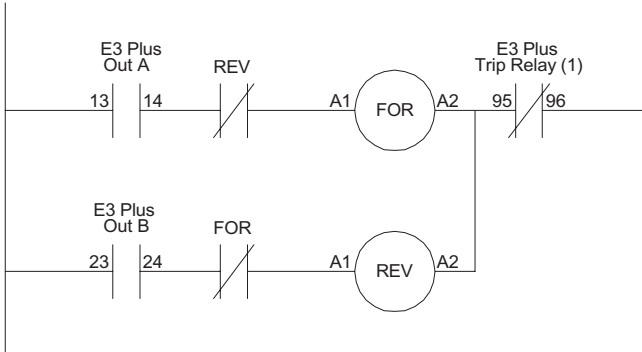 E3 Plus
Out A
REV
E3 Plus
Trip Relay (1)
13 14 A1 FOR A2 95 96
E3 Plus
Out B
FOR
23 24 A1 REV A2